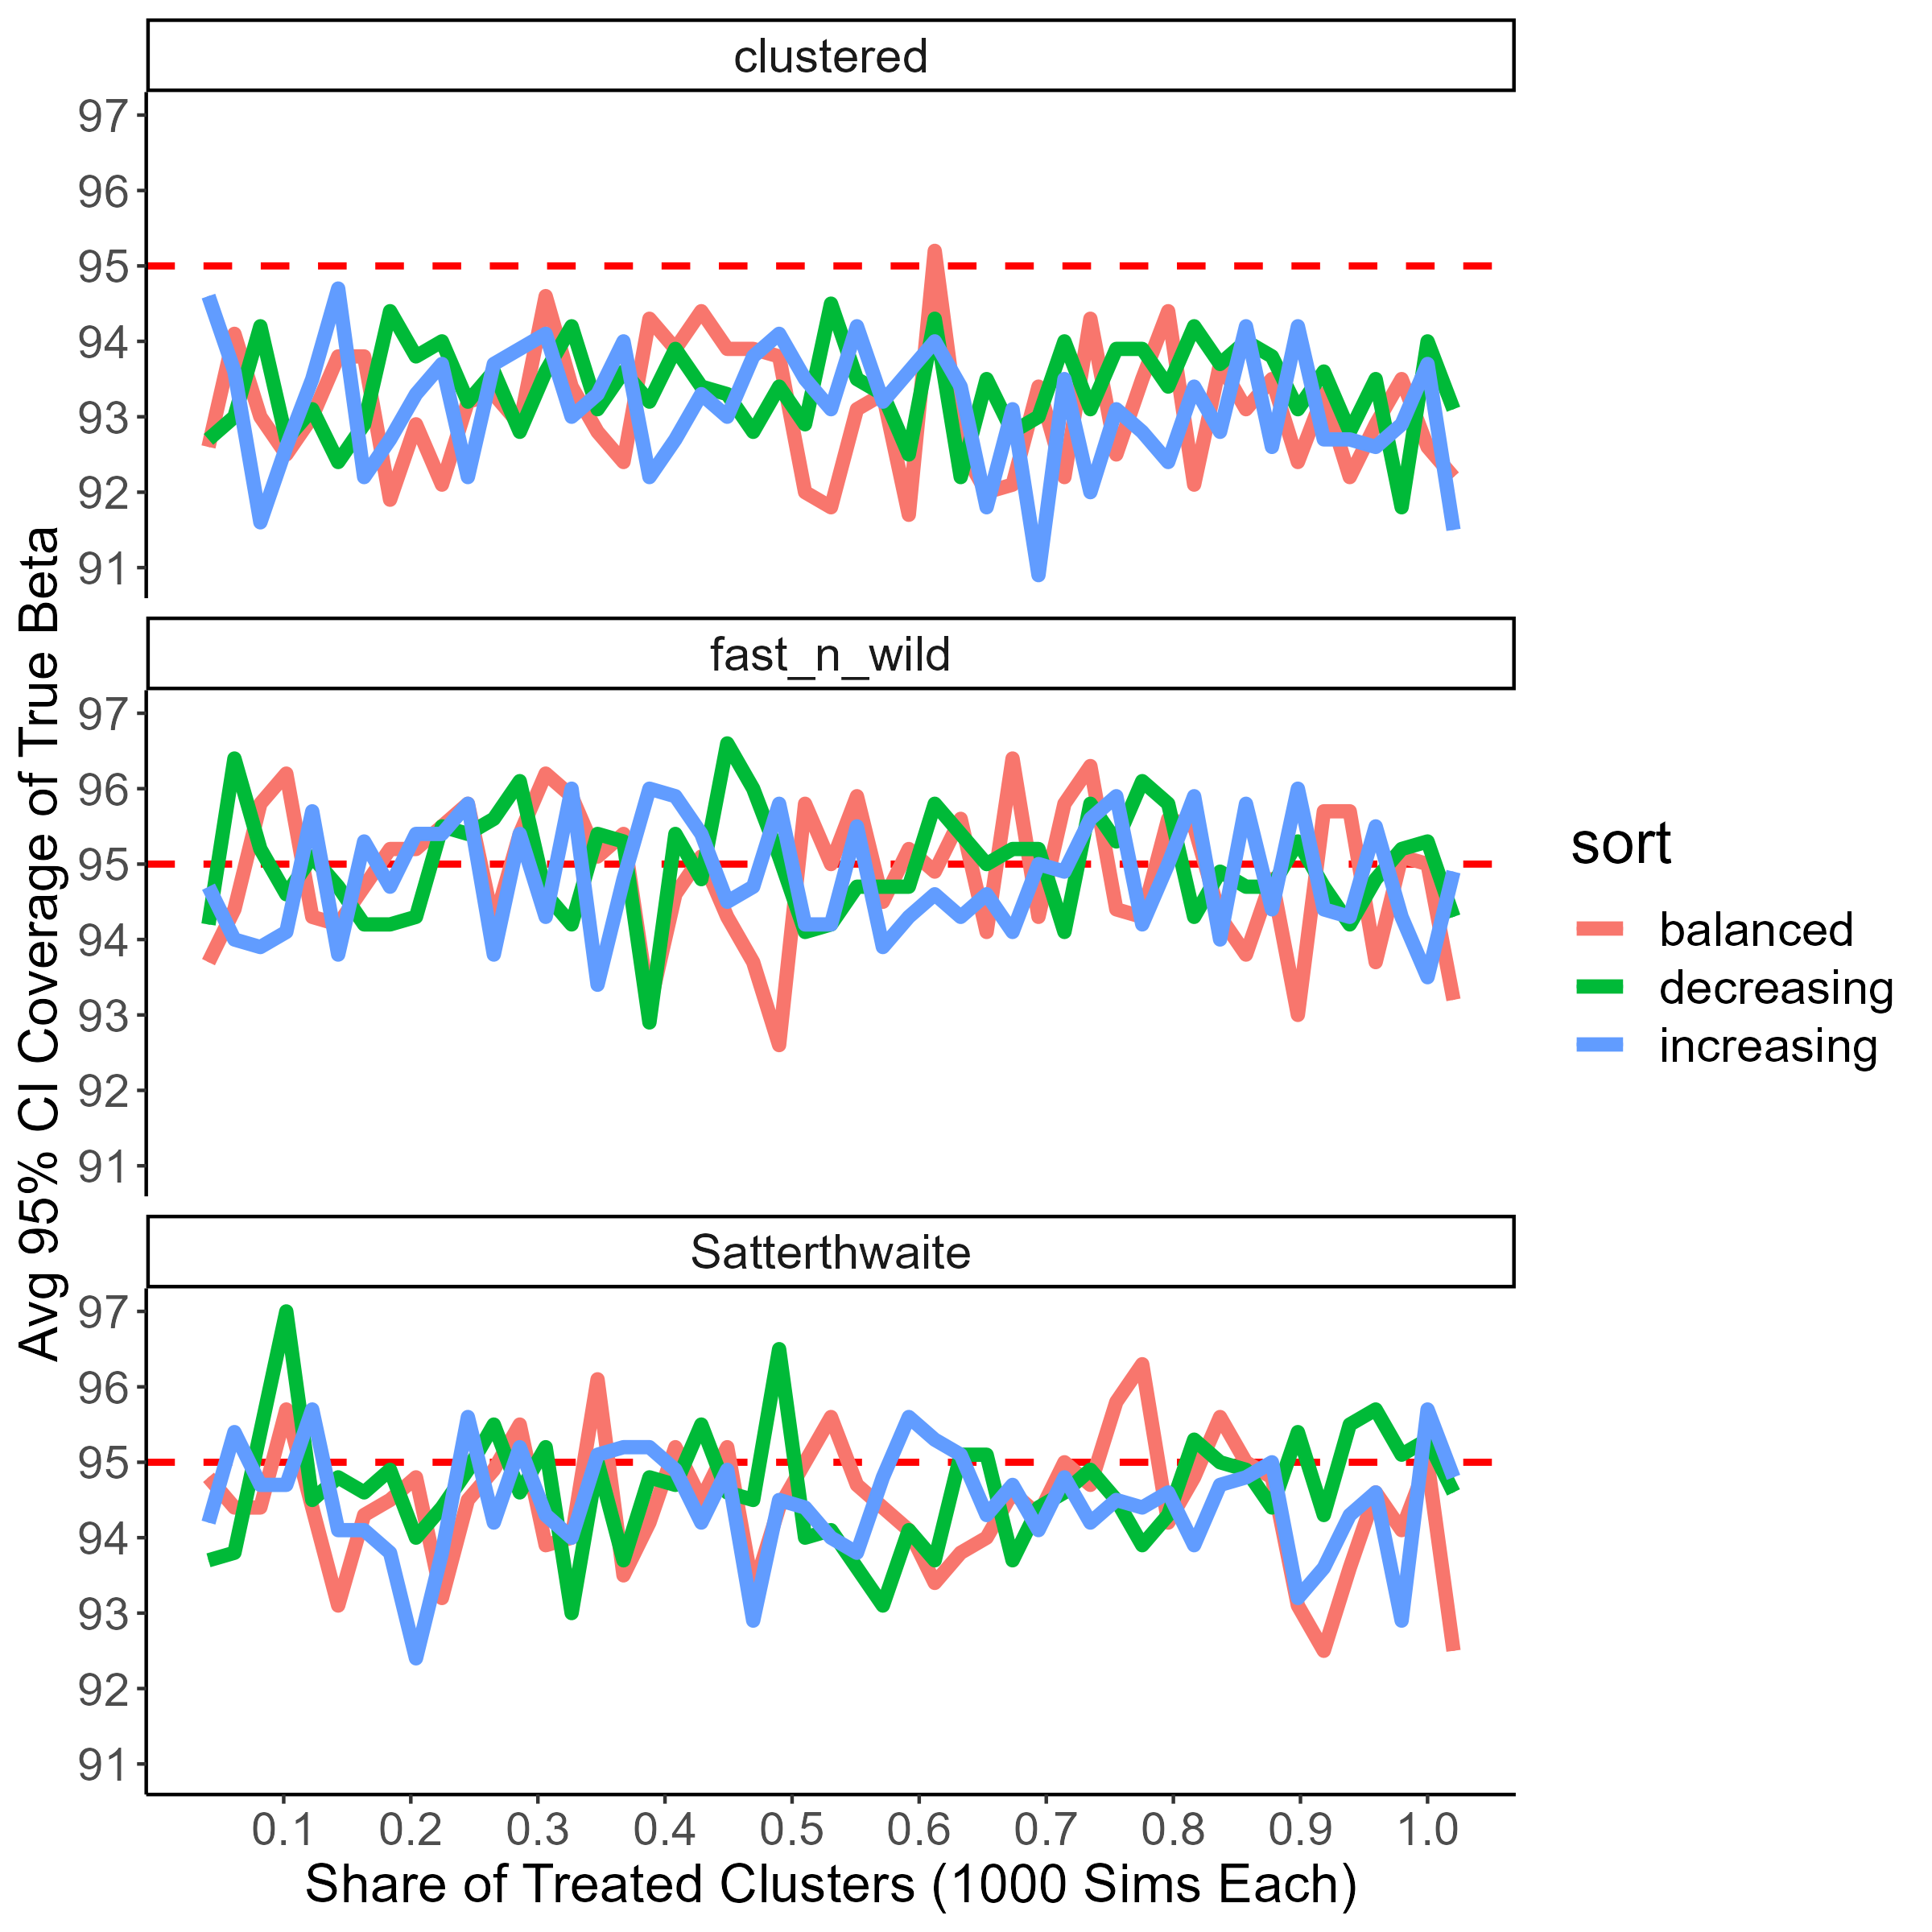 clustered
97
96
95
94
93
92
91
fast_n_wild
97
96
95
94
93
92
91
Satterthwaite
97
96
95
94
93
92
91
0.1 0.2 0.3 0.4 0.5 0.6 0.7 0.8 0.9 1.0
Share of Treated Clusters (1000 Sims Each)
Avg 95% CI Coverage of True Beta
sort
balanced
decreasing
increasing